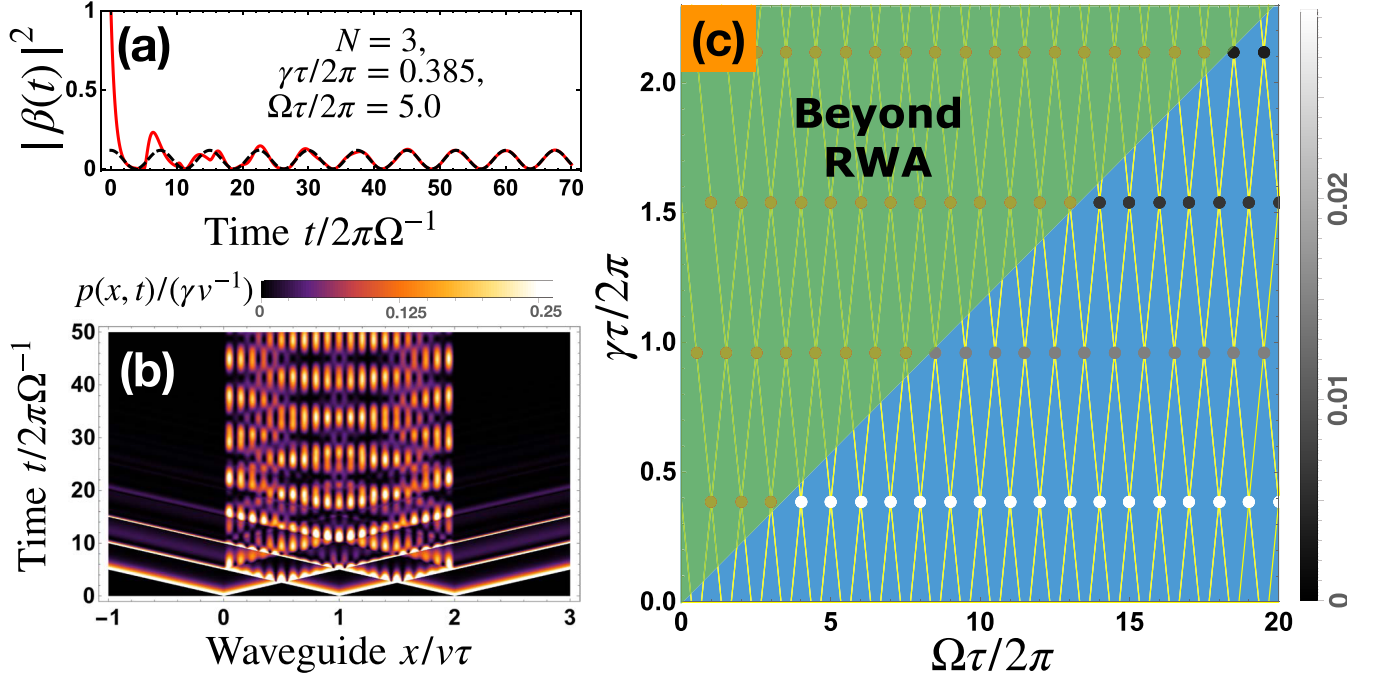 (a)
N = 3,
γτ/2π = 0.385,
Ωτ/2π = 5.0
|β(t)|²
1
0.5
0
0 10 20 30 40 50 60 70
Time t/2πΩ⁻¹
p(x, t)/(γv⁻¹)
0 0.125 0.25
(b)
Time t/2πΩ⁻¹
50
40
30
20
10
0
−1 0 1 2 3
Waveguide x/vτ
(c)
Beyond
RWA
γτ/2π
2.0
1.5
1.0
0.5
0.0
0 5 10 15 20
Ωτ/2π
0.02
0.01
0